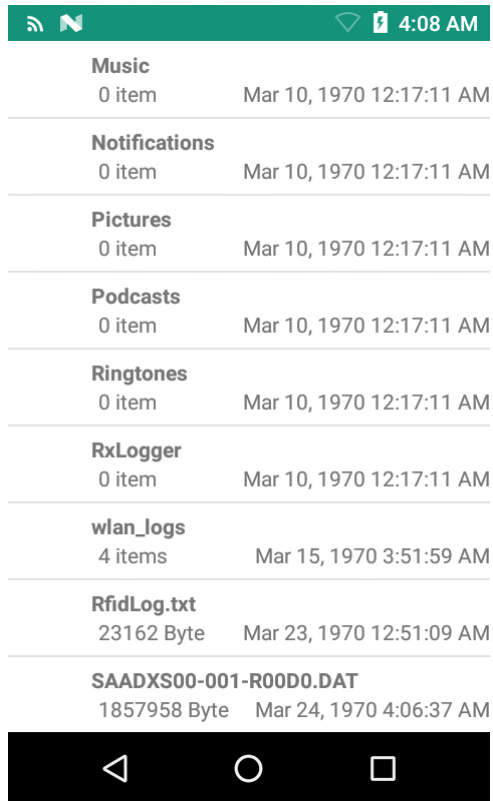 4:08 AM
Music
0 item Mar 10, 1970 12:17:11 AM
Notifications
0 item Mar 10, 1970 12:17:11 AM
Pictures
0 item Mar 10, 1970 12:17:11 AM
Podcasts
0 item Mar 10, 1970 12:17:11 AM
Ringtones
0 item Mar 10, 1970 12:17:11 AM
RxLogger
0 item Mar 10, 1970 12:17:11 AM
wlan_logs
4 items Mar 15, 1970 3:51:59 AM
RfidLog.txt
23162 Byte Mar 23, 1970 12:51:09 AM
SAADXS00-001-R00D0.DAT
1857958 Byte Mar 24, 1970 4:06:37 AM